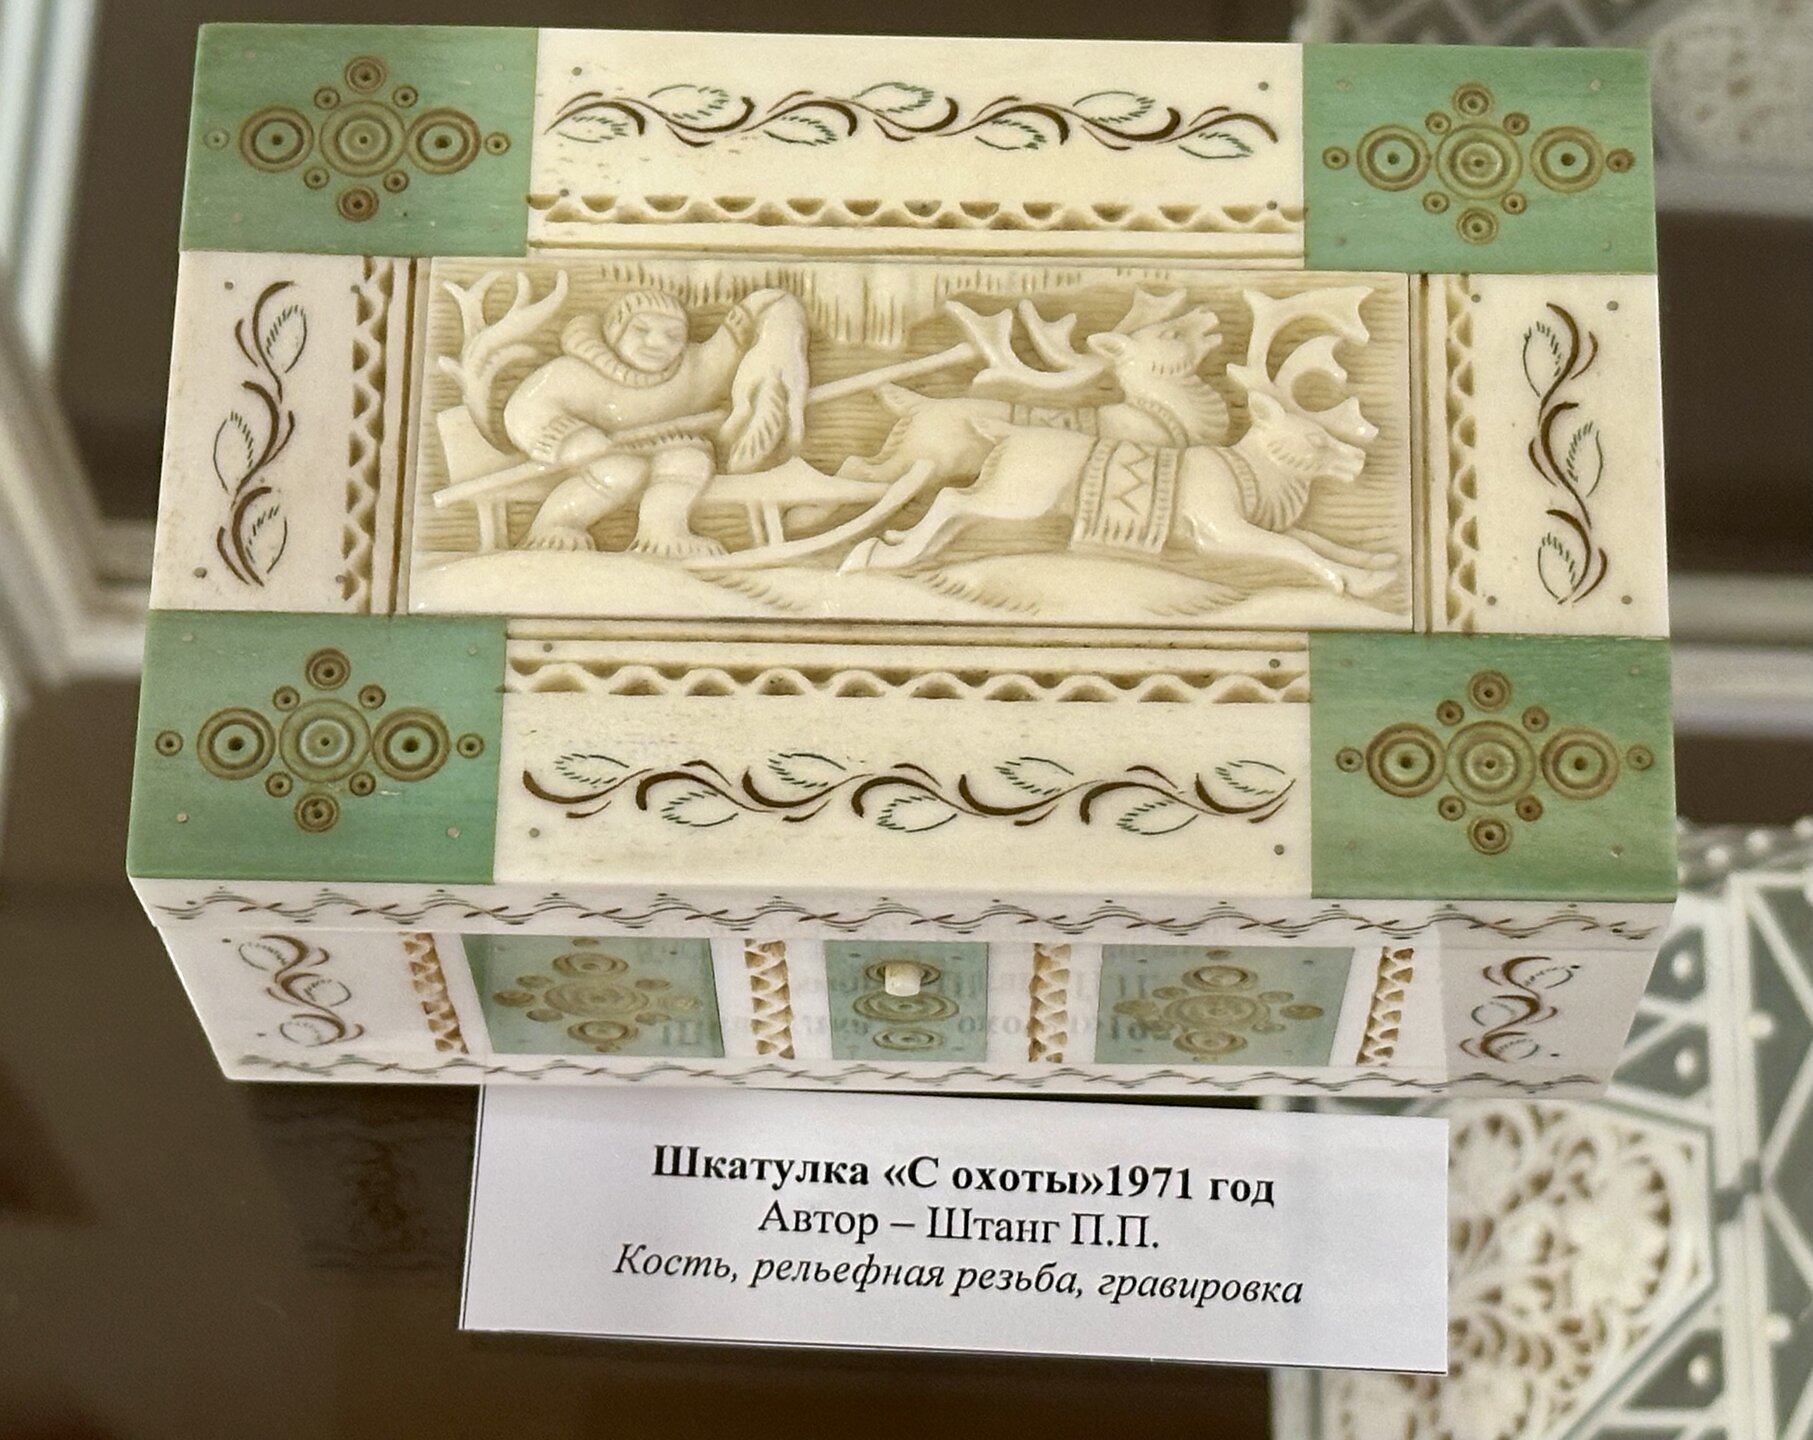 Шкатулка «С охоты»1971 год
Автор – Штанг П.П.
Кость, рельефная резьба, гравировка